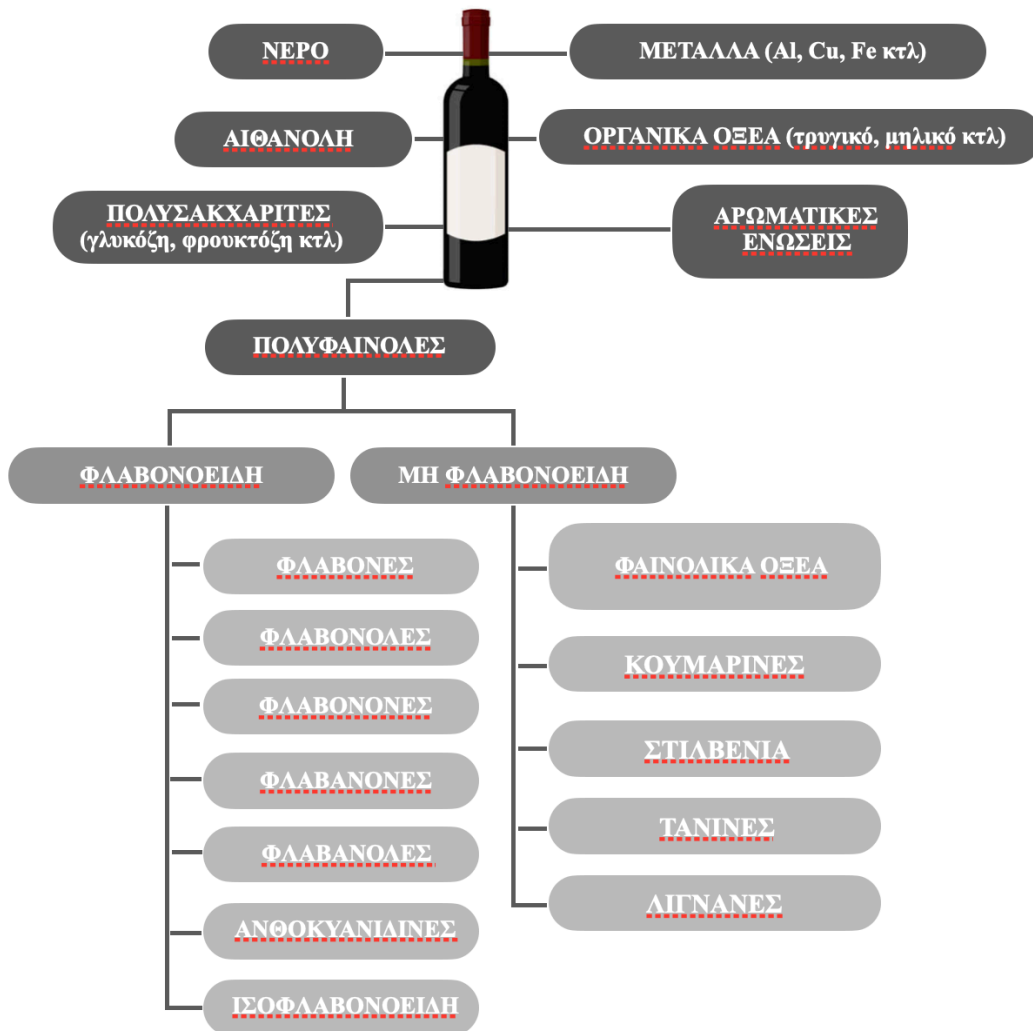 ΝΕΡΟ
ΜΕΤΑΛΛΑ (Al, Cu, Fe κτλ)
ΑΙΘΑΝΟΛΗ
ΟΡΓΑΝΙΚΑ ΟΞΕΑ (τρυγικό, μηλικό κτλ)
ΠΟΛΥΣΑΚΧΑΡΙΤΕΣ
(γλυκόζη, φρουκτόζη κτλ)
ΑΡΩΜΑΤΙΚΕΣ
ΕΝΩΣΕΙΣ
ΠΟΛΥΦΑΙΝΟΛΕΣ
ΦΛΑΒΟΝΟΕΙΔΗ
ΜΗ ΦΛΑΒΟΝΟΕΙΔΗ
ΦΛΑΒΟΝΕΣ
ΦΛΑΒΟΝΟΛΕΣ
ΦΛΑΒΟΝΟΝΕΣ
ΦΛΑΒΑΝΟΝΕΣ
ΦΛΑΒΑΝΟΛΕΣ
ΑΝΘΟΚΥΑΝΙΔΙΝΕΣ
ΙΣΟΦΛΑΒΟΝΟΕΙΔΗ
ΦΑΙΝΟΛΙΚΑ ΟΞΕΑ
ΚΟΥΜΑΡΙΝΕΣ
ΣΤΙΛΒΕΝΙΑ
ΤΑΝΙΝΕΣ
ΛΙΓΝΑΝΕΣ